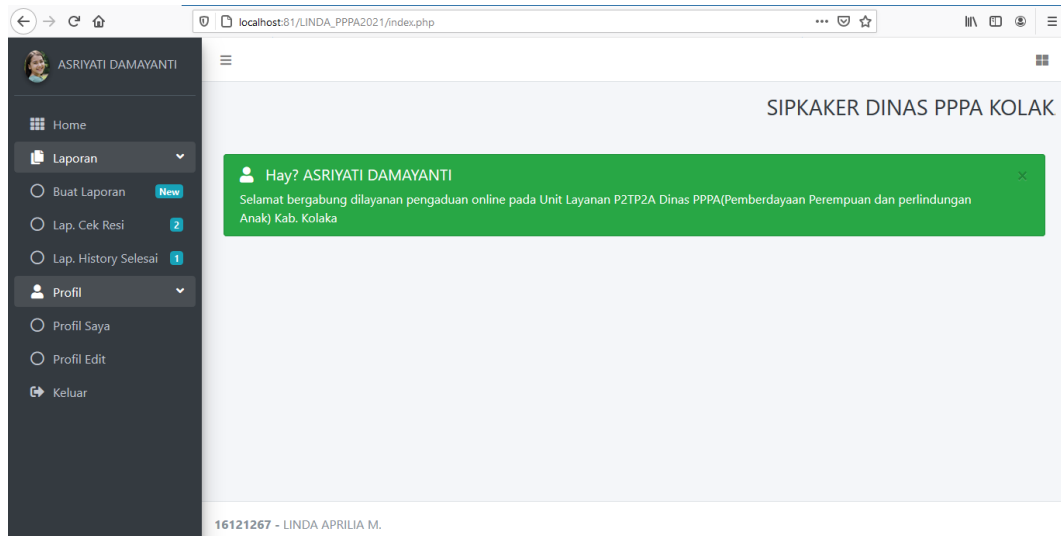 localhost:81/LINDA_PPPA2021/index.php
ASRIYATI DAMAYANTI
SIPKAKER DINAS PPPA KOLAK
Home
Laporan
Buat Laporan New
Lap. Cek Resi 2
Lap. History Selesai 1
Profil
Profil Saya
Profil Edit
Keluar
Hay? ASRIYATI DAMAYANTI ×
Selamat bergabung dilayanan pengaduan online pada Unit Layanan P2TP2A Dinas PPPA(Pemberdayaan Perempuan dan perlindungan
Anak) Kab. Kolaka
16121267 - LINDA APRILIA M.